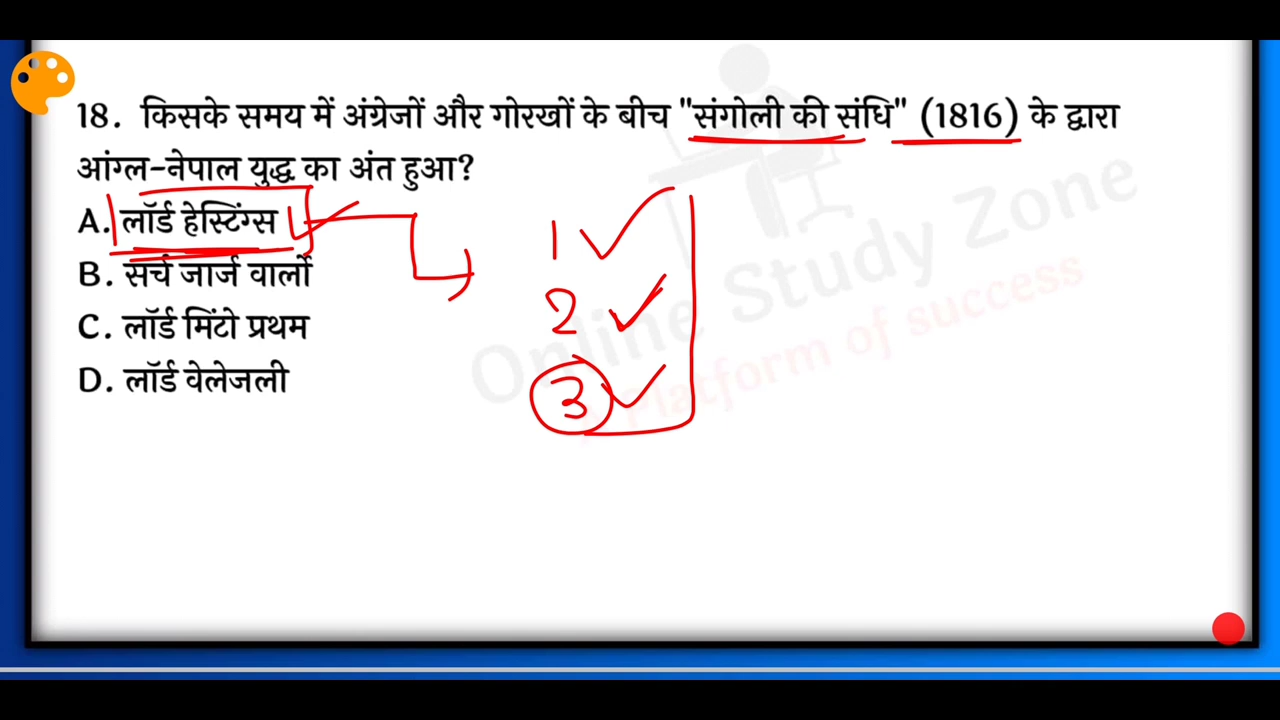 18. किसके समय में अंग्रेजों और गोरखों के बीच "संगोली की संधि" (1816) के द्वारा
आंग्ल-नेपाल युद्ध का अंत हुआ?
A. लॉर्ड हेस्टिंग्स
B. सर्च जार्ज वार्लो
C. लॉर्ड मिंटो प्रथम
D. लॉर्ड वेलेजली
1
2
3
Online Study Zone
Platform of success